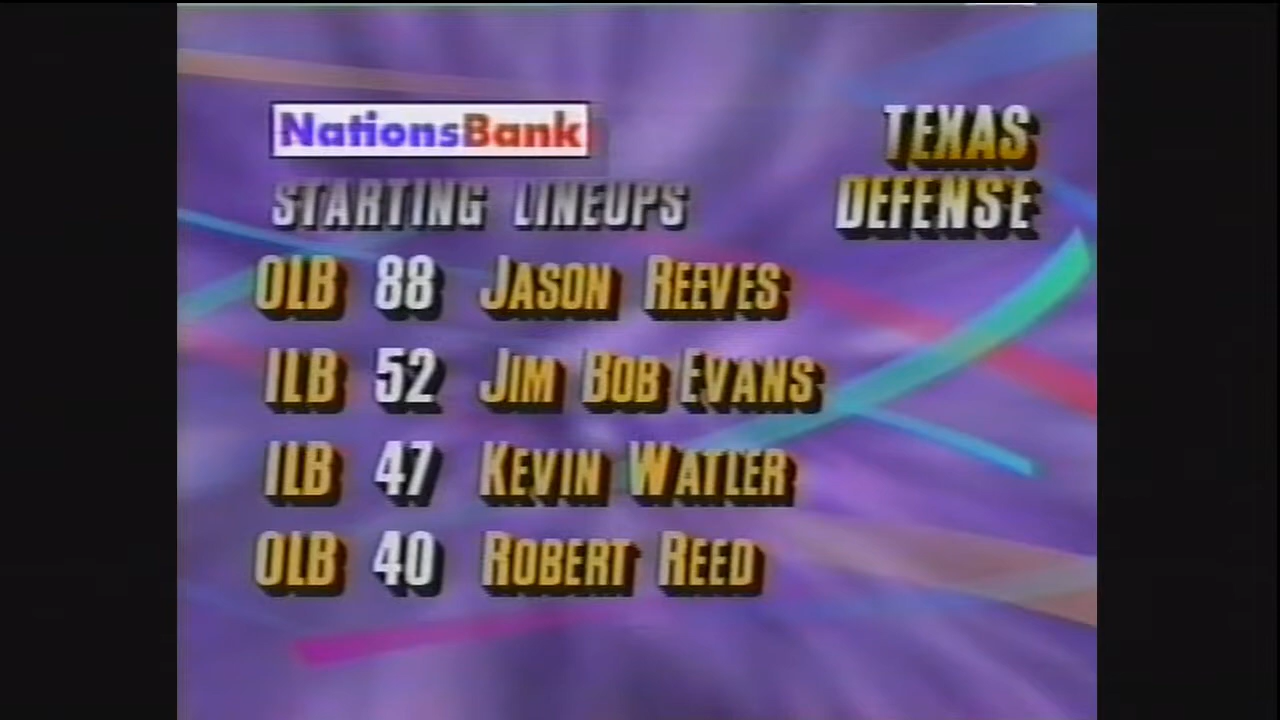 NationsBank
STARTING LINEUPS
TEXAS
DEFENSE
OLB 88 JASON REEVES
ILB 52 JIM BOB EVANS
ILB 47 KEVIN WATLER
OLB 40 ROBERT REED